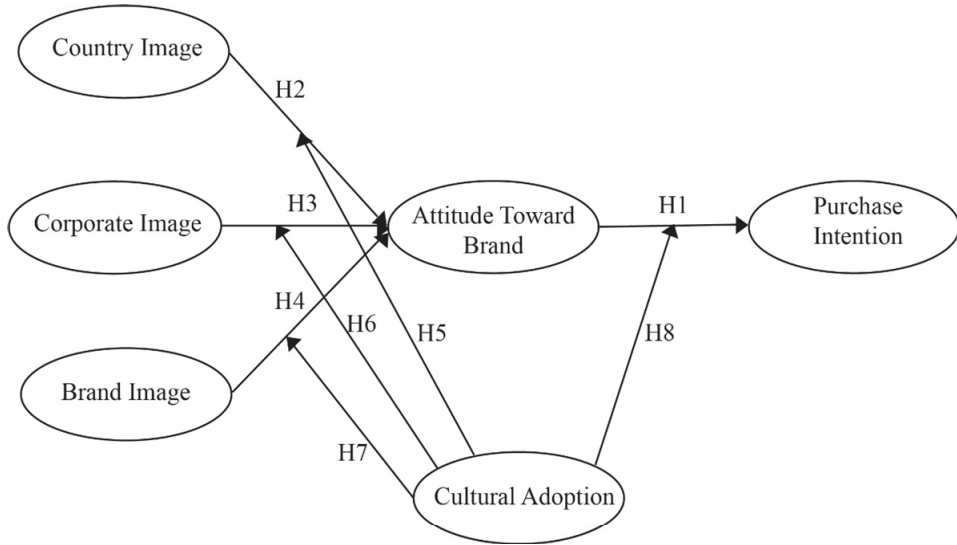 Country Image
H2
Corporate Image
H3
Attitude Toward
Brand
H1
Purchase
Intention
H4
H6
H5
H8
Brand Image
H7
Cultural Adoption